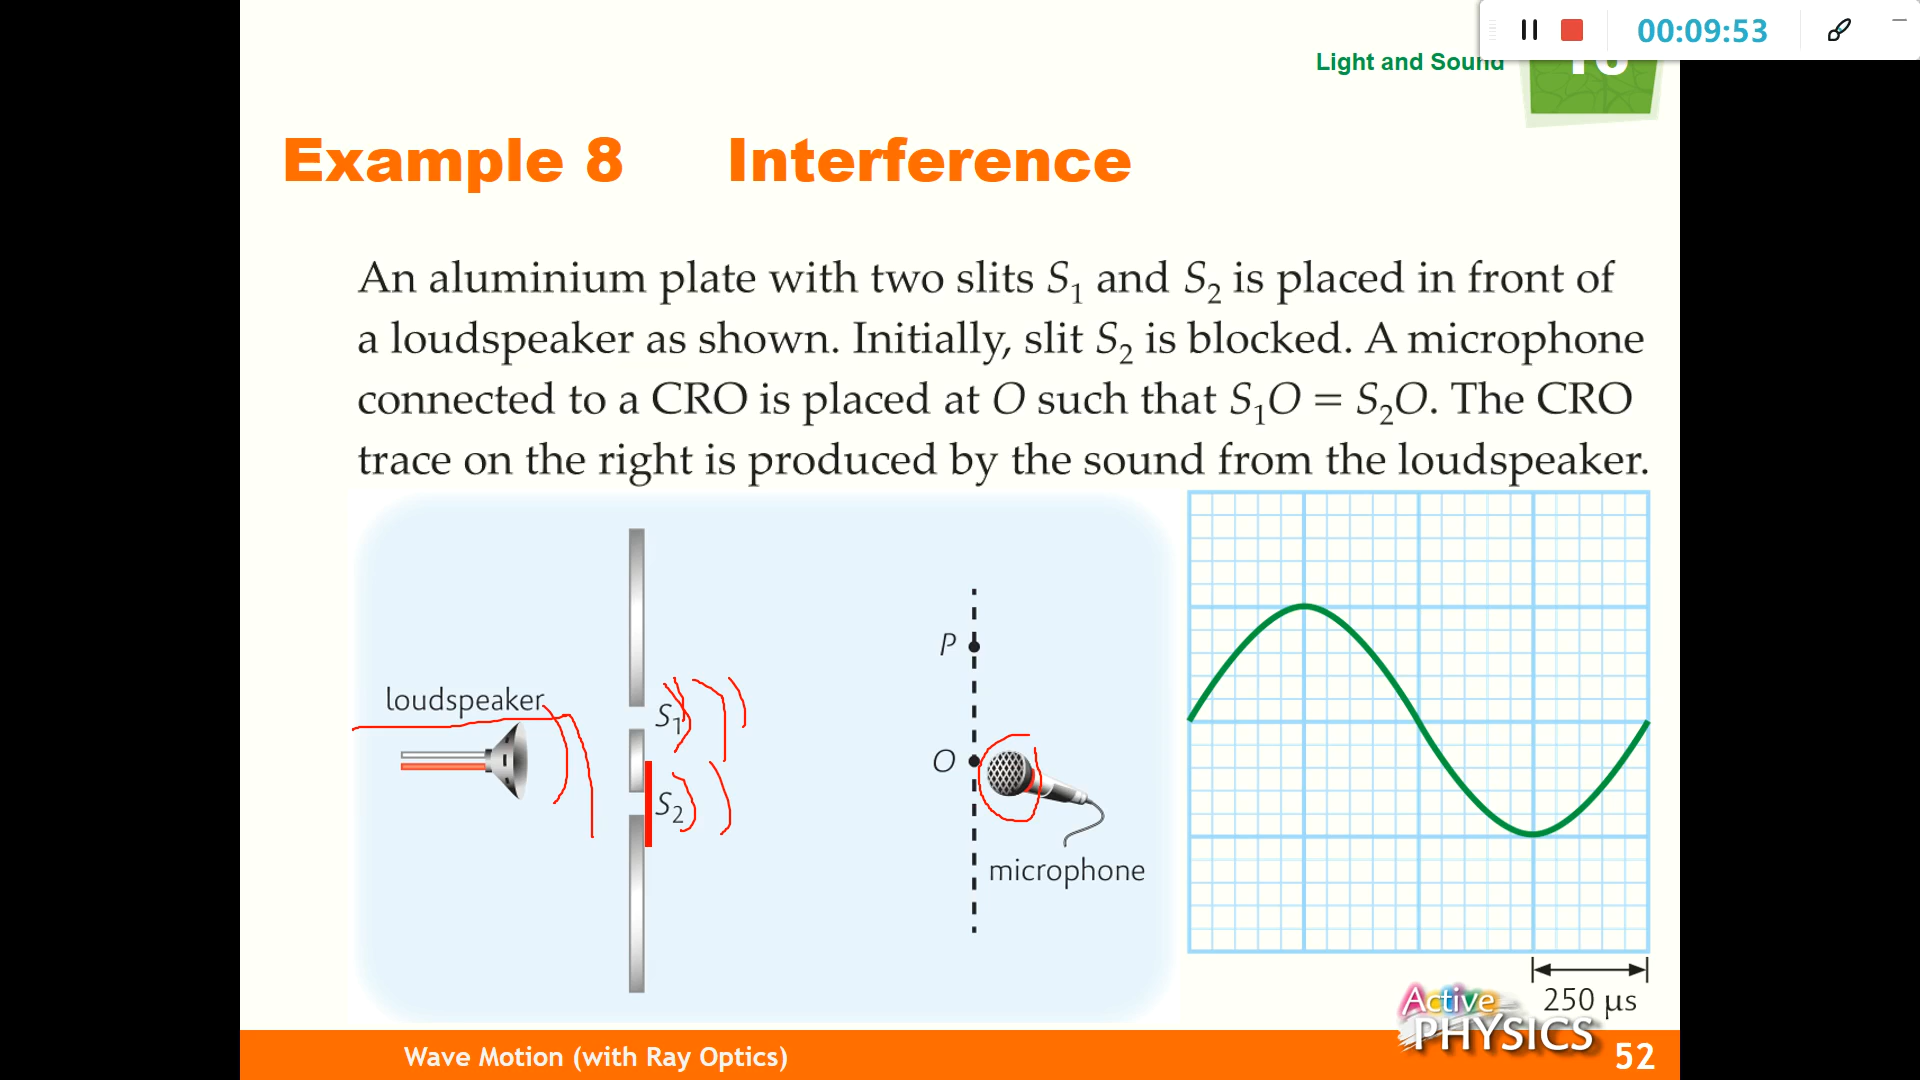 00:09:53
Light and Sound
Example 8 Interference
An aluminium plate with two slits S₁ and S₂ is placed in front of
a loudspeaker as shown. Initially, slit S₂ is blocked. A microphone
connected to a CRO is placed at O such that S₁O = S₂O. The CRO
trace on the right is produced by the sound from the loudspeaker.
loudspeaker
S₁
S₂
P
O
microphone
250 μs
Active
PHYSICS
Wave Motion (with Ray Optics)
52